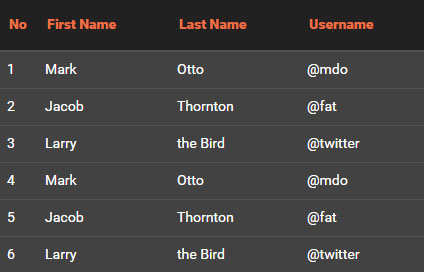 No First Name Last Name Username
1 Mark Otto @mdo
2 Jacob Thornton @fat
3 Larry the Bird @twitter
4 Mark Otto @mdo
5 Jacob Thornton @fat
6 Larry the Bird @twitter